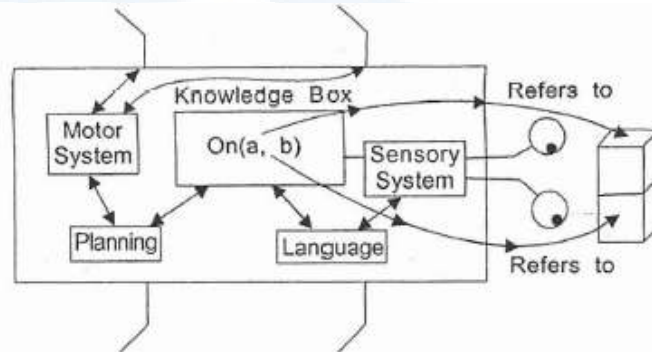 Refers to
Knowledge Box
Motor
System
On(a, b)
Sensory
System
Planning
Language
Refers to